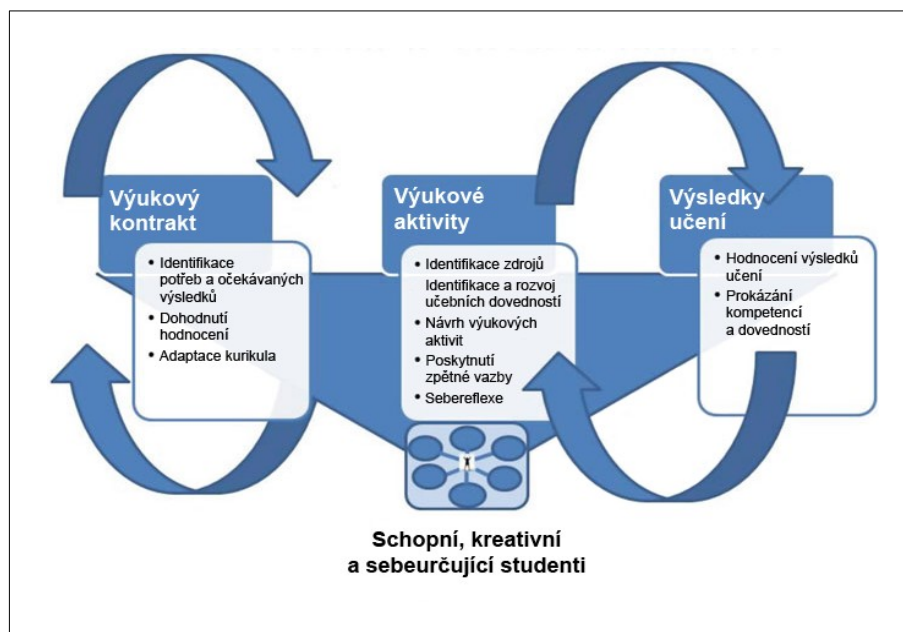 Výukový
kontrakt
• Identifikace
potřeb a očekávaných
výsledků
• Dohodnutí
hodnocení
• Adaptace kurikula
Výukové
aktivity
• Identifikace zdrojů
Identifikace a rozvoj
učebních dovedností
• Návrh výukových
aktivit
• Poskytnutí
zpětné vazby
• Sebereflexe
Výsledky
učení
• Hodnocení výsledků
učení
• Prokázání
kompetencí
a dovedností
Schopní, kreativní
a sebeurčující studenti